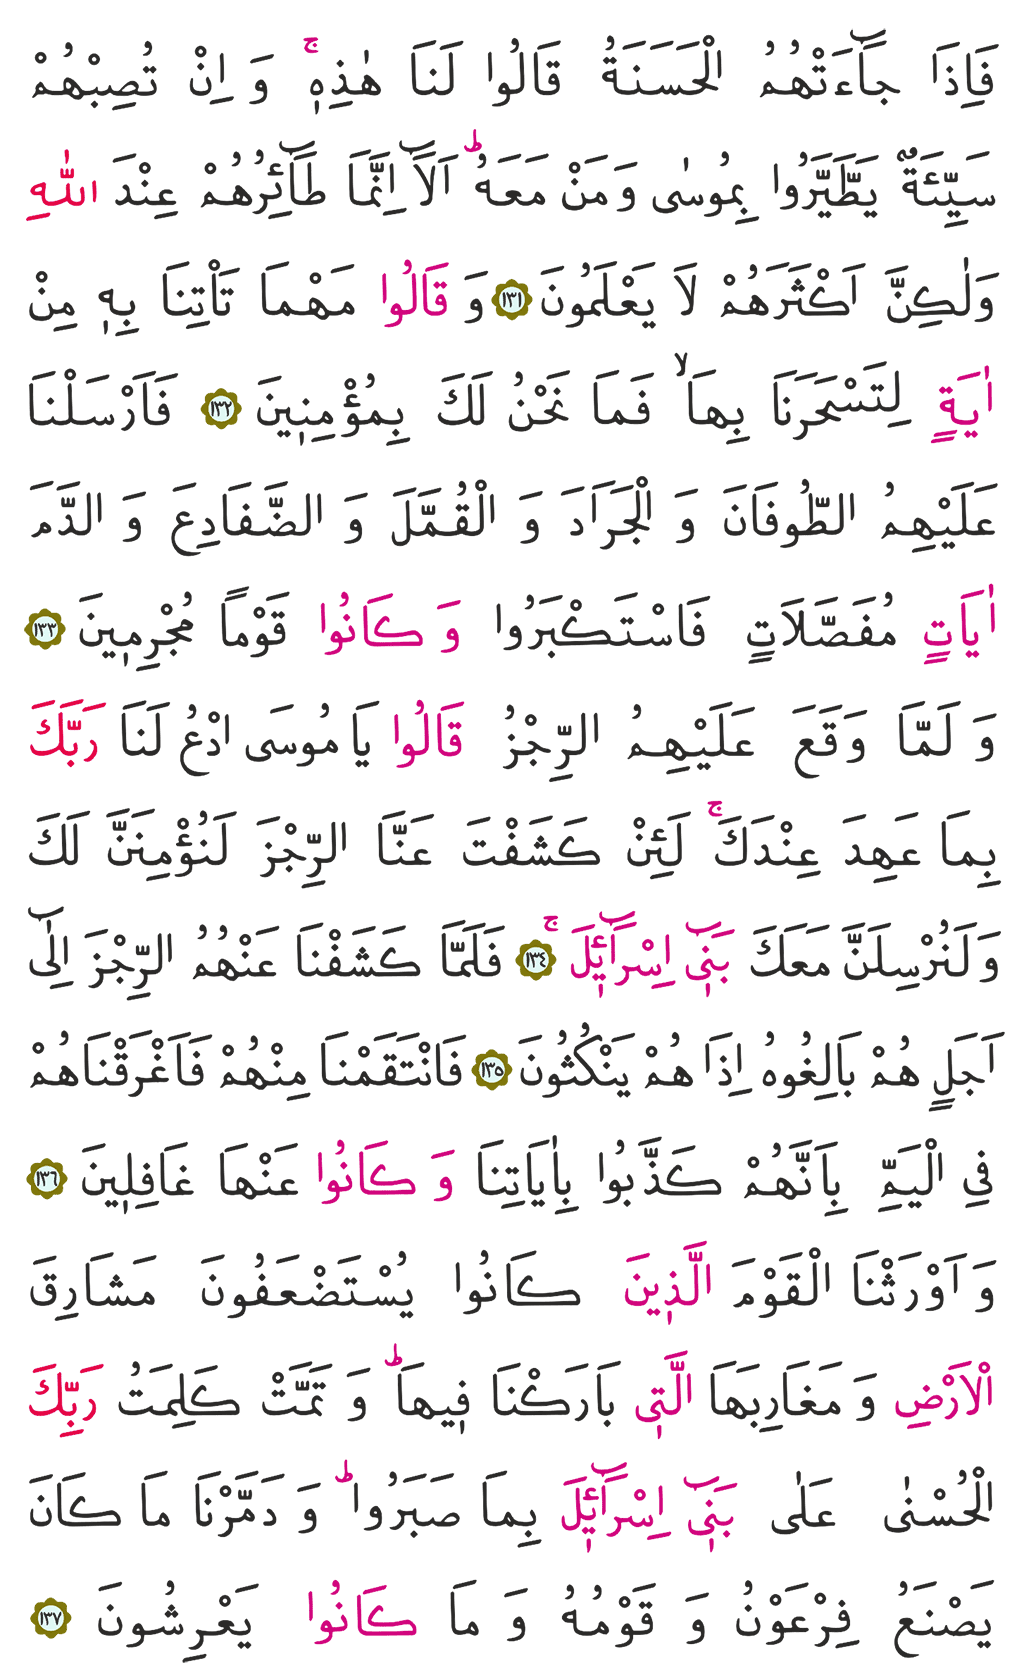 فَاِذَا جَٓاءَتْهُمُ الْحَسَنَةُ قَالُوا لَنَا هٰذِهٖۚ وَ اِنْ تُصِبْهُمْ
سَيِّئَةٌ يَطَّيَّرُوا بِمُوسٰى وَمَنْ مَعَهُؕ اَلَٓا اِنَّمَا طَٓائِرُهُمْ عِنْدَ اللّٰهِ
وَلٰكِنَّ اَكْثَرَهُمْ لَا يَعْلَمُونَ ﴿١٣١﴾ وَ قَالُوا مَهْمَا تَاْتِنَا بِهٖ مِنْ
اٰيَةٍ لِتَسْحَرَنَا بِهَاۙ فَمَا نَحْنُ لَكَ بِمُؤْمِنٖينَ ﴿١٣٢﴾ فَاَرْسَلْنَا
عَلَيْهِمُ الطُّوفَانَ وَ الْجَرَادَ وَ الْقُمَّلَ وَ الضَّفَادِعَ وَ الدَّمَ
اٰيَاتٍ مُفَصَّلَاتٍ فَاسْتَكْبَرُوا وَ كَانُوا قَوْمًا مُجْرِمٖينَ ﴿١٣٣﴾
وَ لَمَّا وَقَعَ عَلَيْهِمُ الرِّجْزُ قَالُوا يَا مُوسَى ادْعُ لَنَا رَبَّكَ
بِمَا عَهِدَ عِنْدَكَۚ لَئِنْ كَشَفْتَ عَنَّا الرِّجْزَ لَنُؤْمِنَنَّ لَكَ
وَلَنُرْسِلَنَّ مَعَكَ بَنٖٓى اِسْرَٓائٖلَۚ ﴿١٣٤﴾ فَلَمَّا كَشَفْنَا عَنْهُمُ الرِّجْزَ اِلٰٓى
اَجَلٍ هُمْ بَالِغُوهُ اِذَا هُمْ يَنْكُثُونَ ﴿١٣٥﴾ فَانْتَقَمْنَا مِنْهُمْ فَاَغْرَقْنَاهُمْ
فِى الْيَمِّ بِاَنَّهُمْ كَذَّبُوا بِاٰيَاتِنَا وَ كَانُوا عَنْهَا غَافِلٖينَ ﴿١٣٦﴾
وَ اَوْرَثْنَا الْقَوْمَ الَّذٖينَ كَانُوا يُسْتَضْعَفُونَ مَشَارِقَ
الْاَرْضِ وَ مَغَارِبَهَا الَّتٖى بَارَكْنَا فٖيهَاؕ وَ تَمَّتْ كَلِمَتُ رَبِّكَ
الْحُسْنٰى عَلٰى بَنٖٓى اِسْرَٓائٖلَ بِمَا صَبَرُواؕ وَ دَمَّرْنَا مَا كَانَ
يَصْنَعُ فِرْعَوْنُ وَ قَوْمُهُ وَ مَا كَانُوا يَعْرِشُونَ ﴿١٣٧﴾